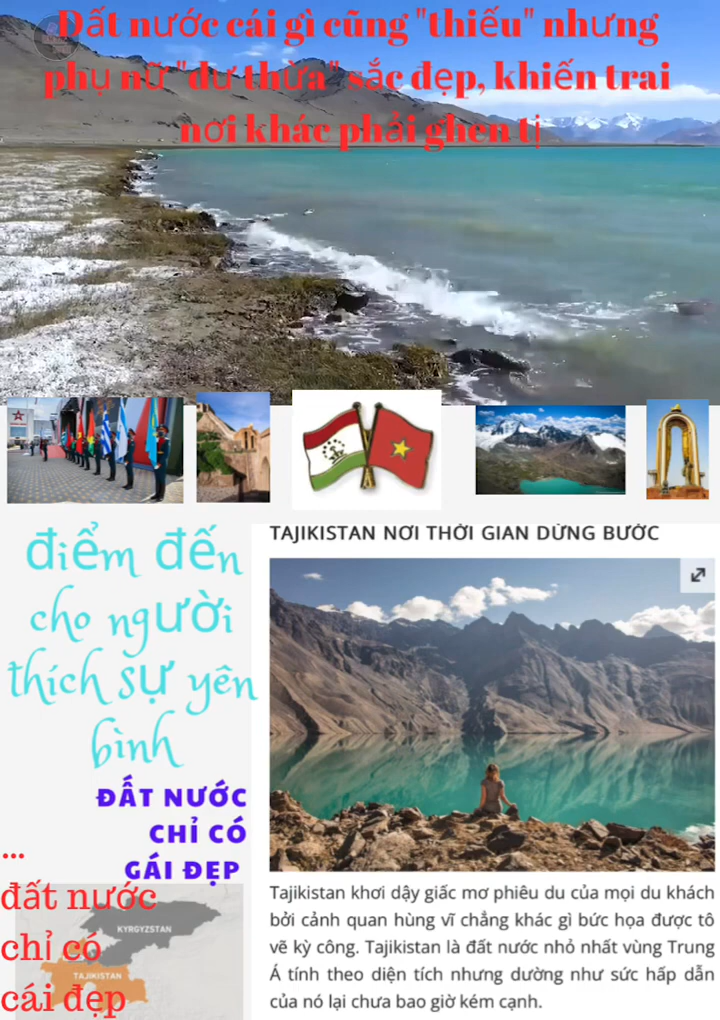 Đất nước cái gì cũng "thiếu" nhưng
phụ nữ "dư thừa" sắc đẹp, khiến trai
nơi khác phải ghen tị
TAJIKISTAN NƠI THỜI GIAN DỪNG BƯỚC
điểm đến
cho người
thích sự yên
bình
ĐẤT NƯỚC
CHỈ CÓ
GÁI ĐẸP
...
đất nước
chỉ có
cái đẹp
KYRGYZSTAN
TAJIKISTAN
Tajikistan khơi dậy giấc mơ phiêu du của mọi du khách
bởi cảnh quan hùng vĩ chẳng khác gì bức họa được tô
vẽ kỳ công. Tajikistan là đất nước nhỏ nhất vùng Trung
Á tính theo diện tích nhưng dường như sức hấp dẫn
của nó lại chưa bao giờ kém cạnh.